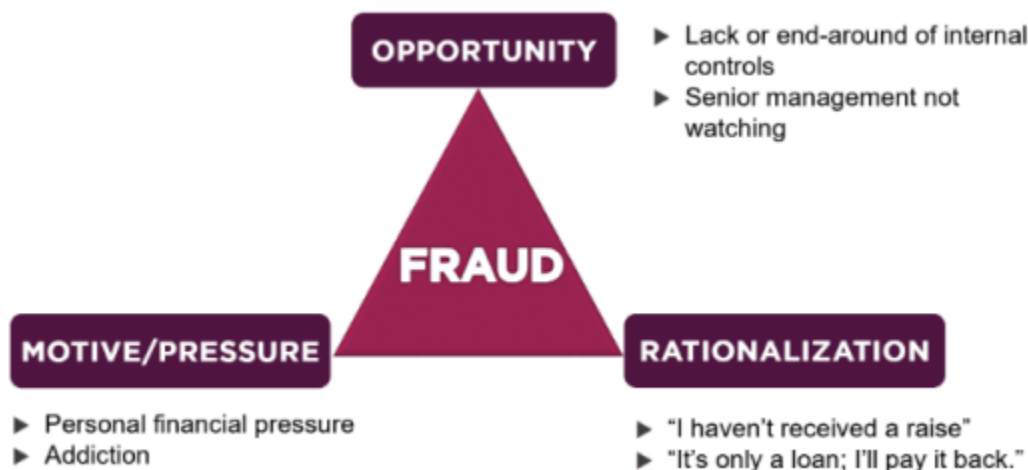 OPPORTUNITY
▶ Lack or end-around of internal
controls
▶ Senior management not
watching
FRAUD
MOTIVE/PRESSURE
▶ Personal financial pressure
▶ Addiction
RATIONALIZATION
▶ “I haven't received a raise”
▶ “It's only a loan; I'll pay it back.”